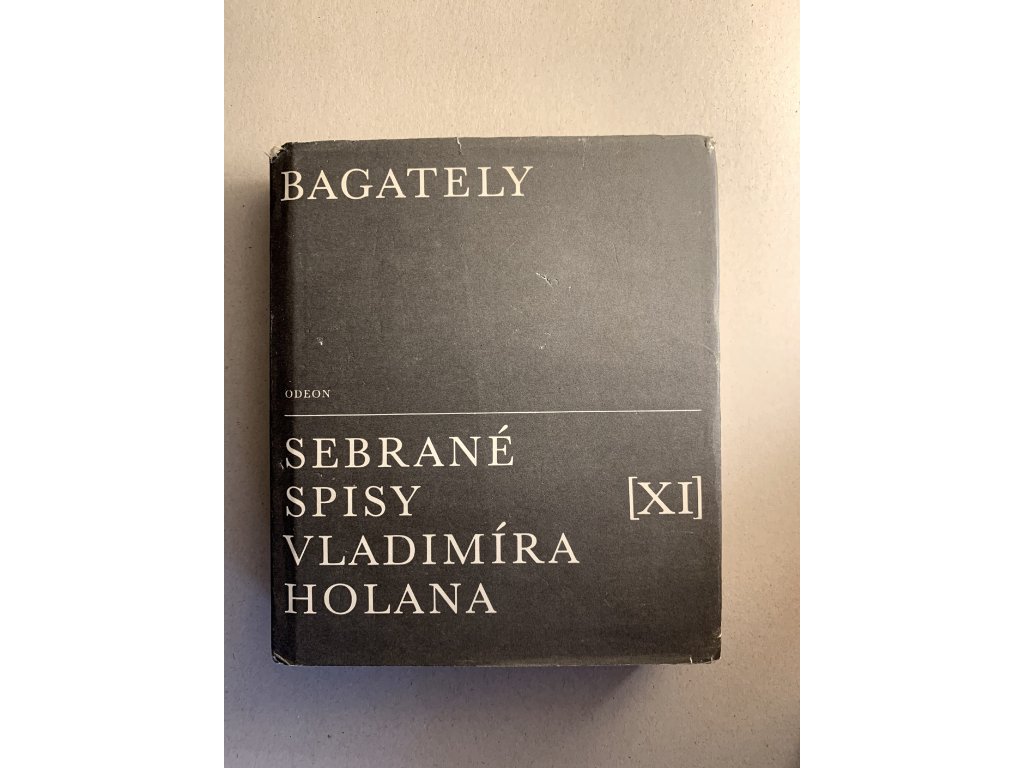 BAGATELY
ODEON
SEBRANÉ
SPISY [XI]
VLADIMÍRA
HOLANA